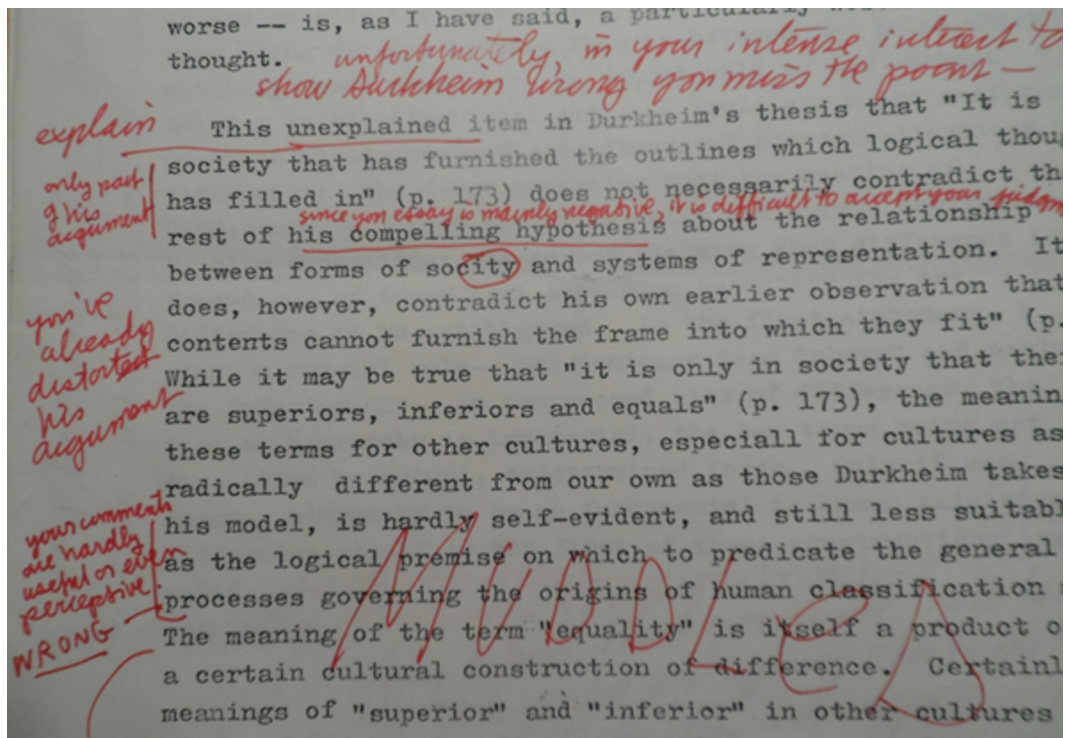 worse -- is, as I have said, a particularly
thought. unfortunately, in your intense interest to
show Durkheim wrong you miss the point —
explain
This unexplained item in Durkheim's thesis that "It is
society that has furnished the outlines which logical thou
only part
of his
argument
has filled in" (p. 173) does not necessarily contradict th
since you essay is mainly negative, it is difficult to accept your
rest of his compelling hypothesis about the relationship
between forms of socity and systems of representation. It
does, however, contradict his own earlier observation that
you've
already
distorted
his
argument
contents cannot furnish the frame into which they fit" (p.
While it may be true that "it is only in society that the
are superiors, inferiors and equals" (p. 173), the meanin
these terms for other cultures, especiall for cultures as
radically different from our own as those Durkheim takes
your comments
are hardly
useful or even
perceptive
WRONG
his model, is hardly self-evident, and still less suitabl
as the logical premise on which to predicate the general
processes governing the origins of human classification
MUDDLED
The meaning of the term "equality" is itself a product o
a certain cultural construction of difference. Certainl
meanings of "superior" and "inferior" in other cultures